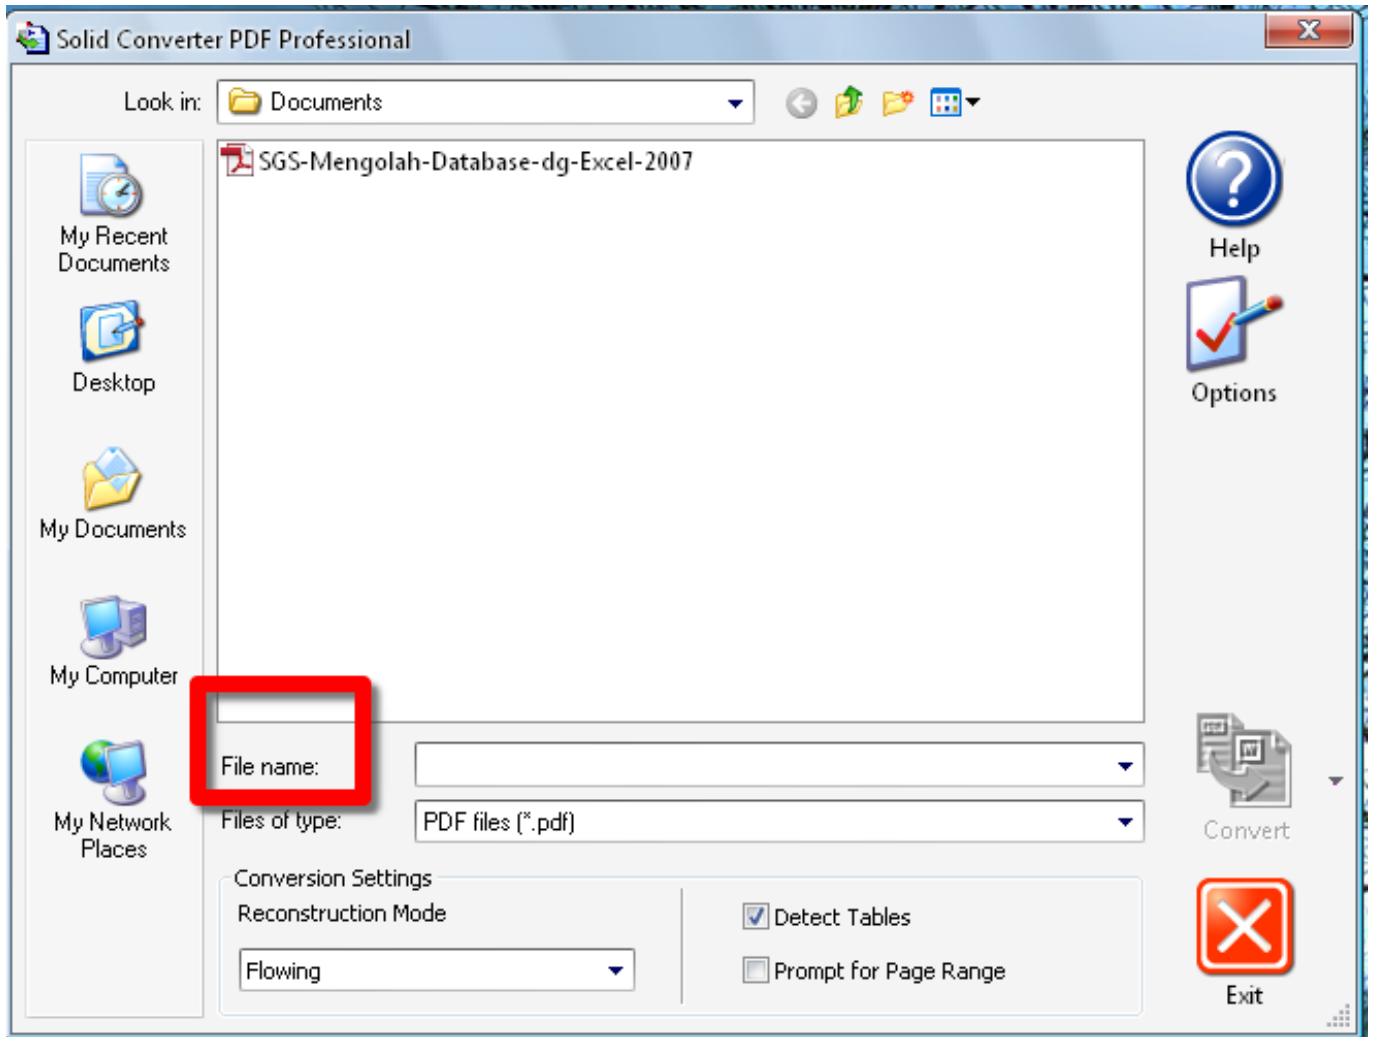 Solid Converter PDF Professional
Look in: Documents
SGS-Mengolah-Database-dg-Excel-2007
My Recent
Documents
Desktop
My Documents
My Computer
My Network
Places
File name:
Files of type: PDF files (*.pdf)
Conversion Settings
Reconstruction Mode
Flowing
Detect Tables
Prompt for Page Range
Help
Options
Convert
Exit